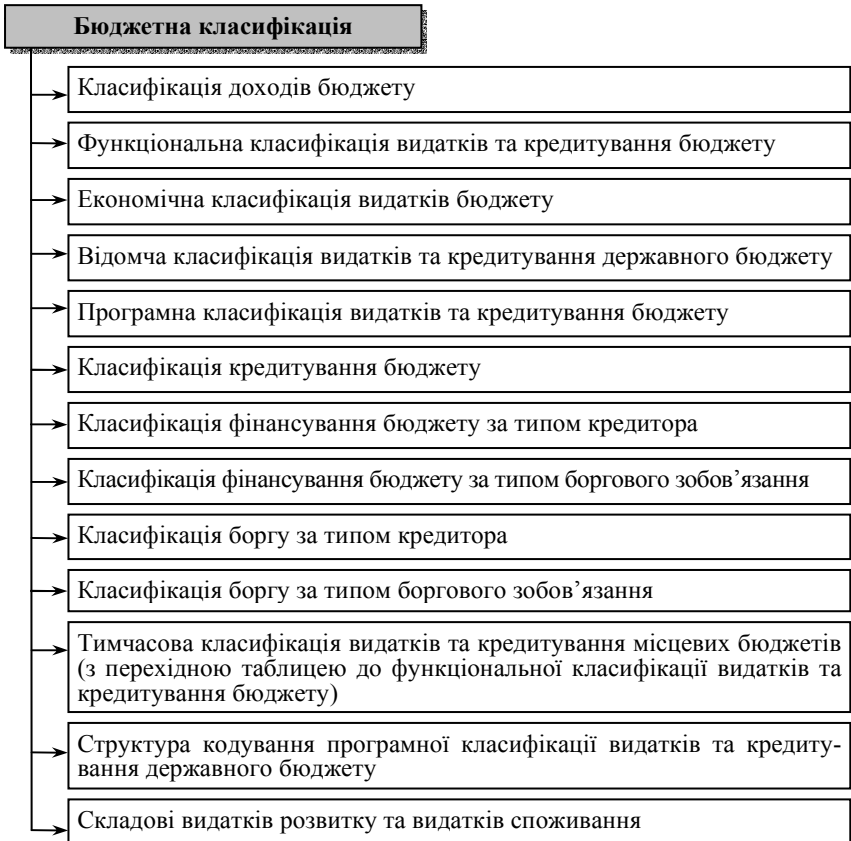 Бюджетна класифікація
Класифікація доходів бюджету
Функціональна класифікація видатків та кредитування бюджету
Економічна класифікація видатків бюджету
Відомча класифікація видатків та кредитування державного бюджету
Програмна класифікація видатків та кредитування бюджету
Класифікація кредитування бюджету
Класифікація фінансування бюджету за типом кредитора
Класифікація фінансування бюджету за типом боргового зобов’язання
Класифікація боргу за типом кредитора
Класифікація боргу за типом боргового зобов’язання
Тимчасова класифікація видатків та кредитування місцевих бюджетів
(з перехідною таблицею до функціональної класифікації видатків та
кредитування бюджету)
Структура кодування програмної класифікації видатків та кредиту-
вання державного бюджету
Складові видатків розвитку та видатків споживання